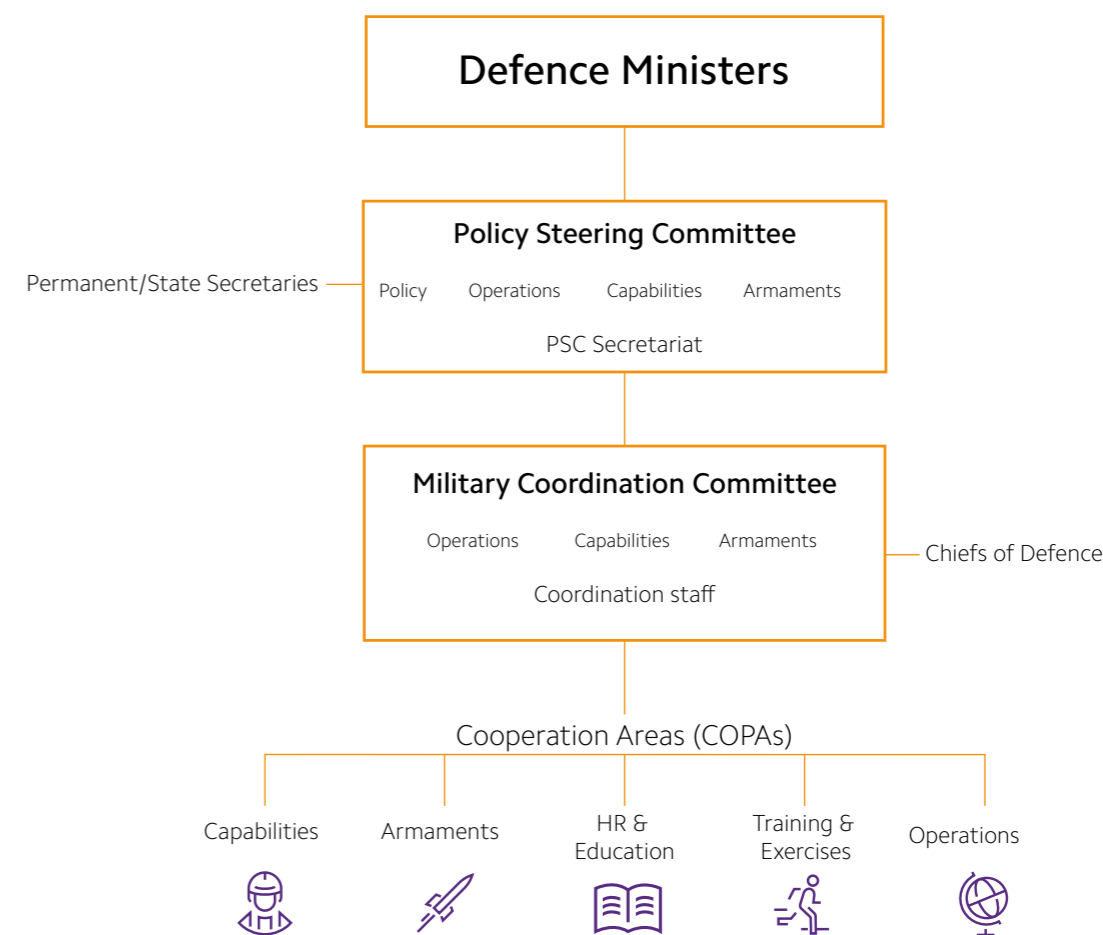 Defence Ministers
Policy Steering Committee
Permanent/State Secretaries
Policy Operations Capabilities Armaments
PSC Secretariat
Military Coordination Committee
Operations Capabilities Armaments
Chiefs of Defence
Coordination staff
Cooperation Areas (COPAs)
Capabilities
Armaments
HR &
Education
Training &
Exercises
Operations